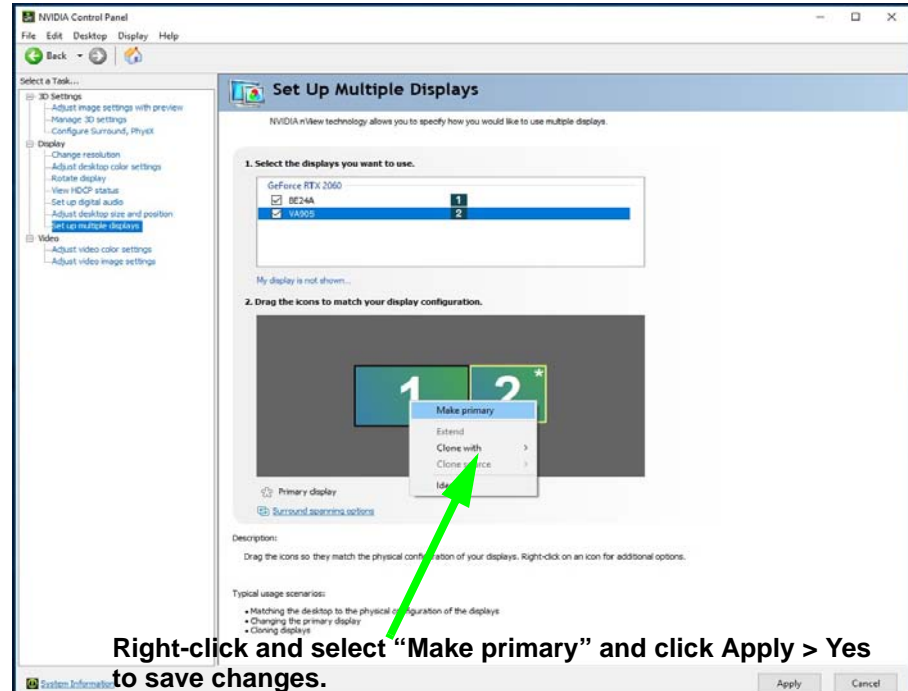 NVIDIA Control Panel
File Edit Desktop Display Help
Back
Select a Task...
3D Settings
Adjust image settings with preview
Manage 3D settings
Configure Surround, PhysX
Display
Change resolution
Adjust desktop color settings
Rotate display
View HDCP status
Set up digital audio
Adjust desktop size and position
Set up multiple displays
Video
Adjust video color settings
Adjust video image settings
Set Up Multiple Displays
NVIDIA nView technology allows you to specify how you would like to use multiple displays.
1. Select the displays you want to use.
GeForce RTX 2060
BE24A 1
VA905 2
My display is not shown...
2. Drag the icons to match your display configuration.
1 2 *
Make primary
Extend
Clone with
Clone source
Primary display
Surround spanning options
Description:
Drag the icons so they match the physical configuration of your displays. Right-click on an icon for additional options.
Typical usage scenarios:
• Matching the desktop to the physical configuration of the displays
• Changing the primary display
• Cloning displays
Right-click and select “Make primary” and click Apply > Yes
to save changes.
System Information
Apply Cancel